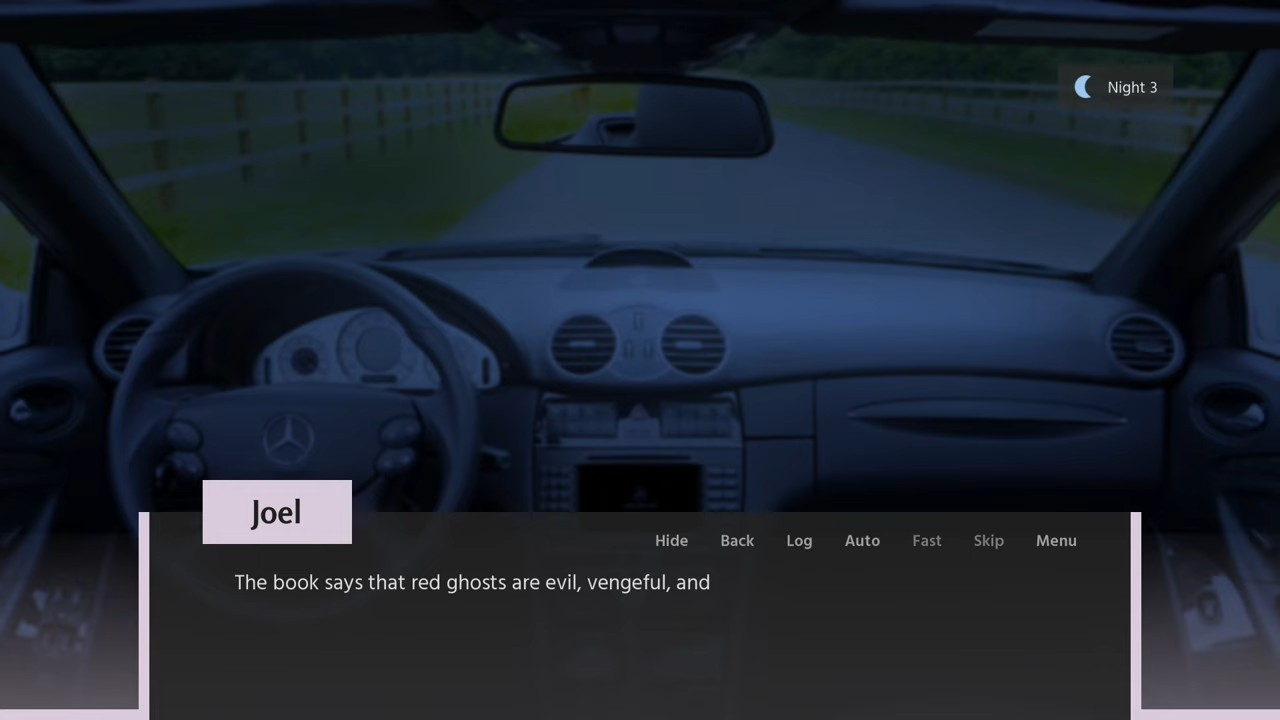 Night 3
Joel
Hide Back Log Auto Fast Skip Menu
The book says that red ghosts are evil, vengeful, and